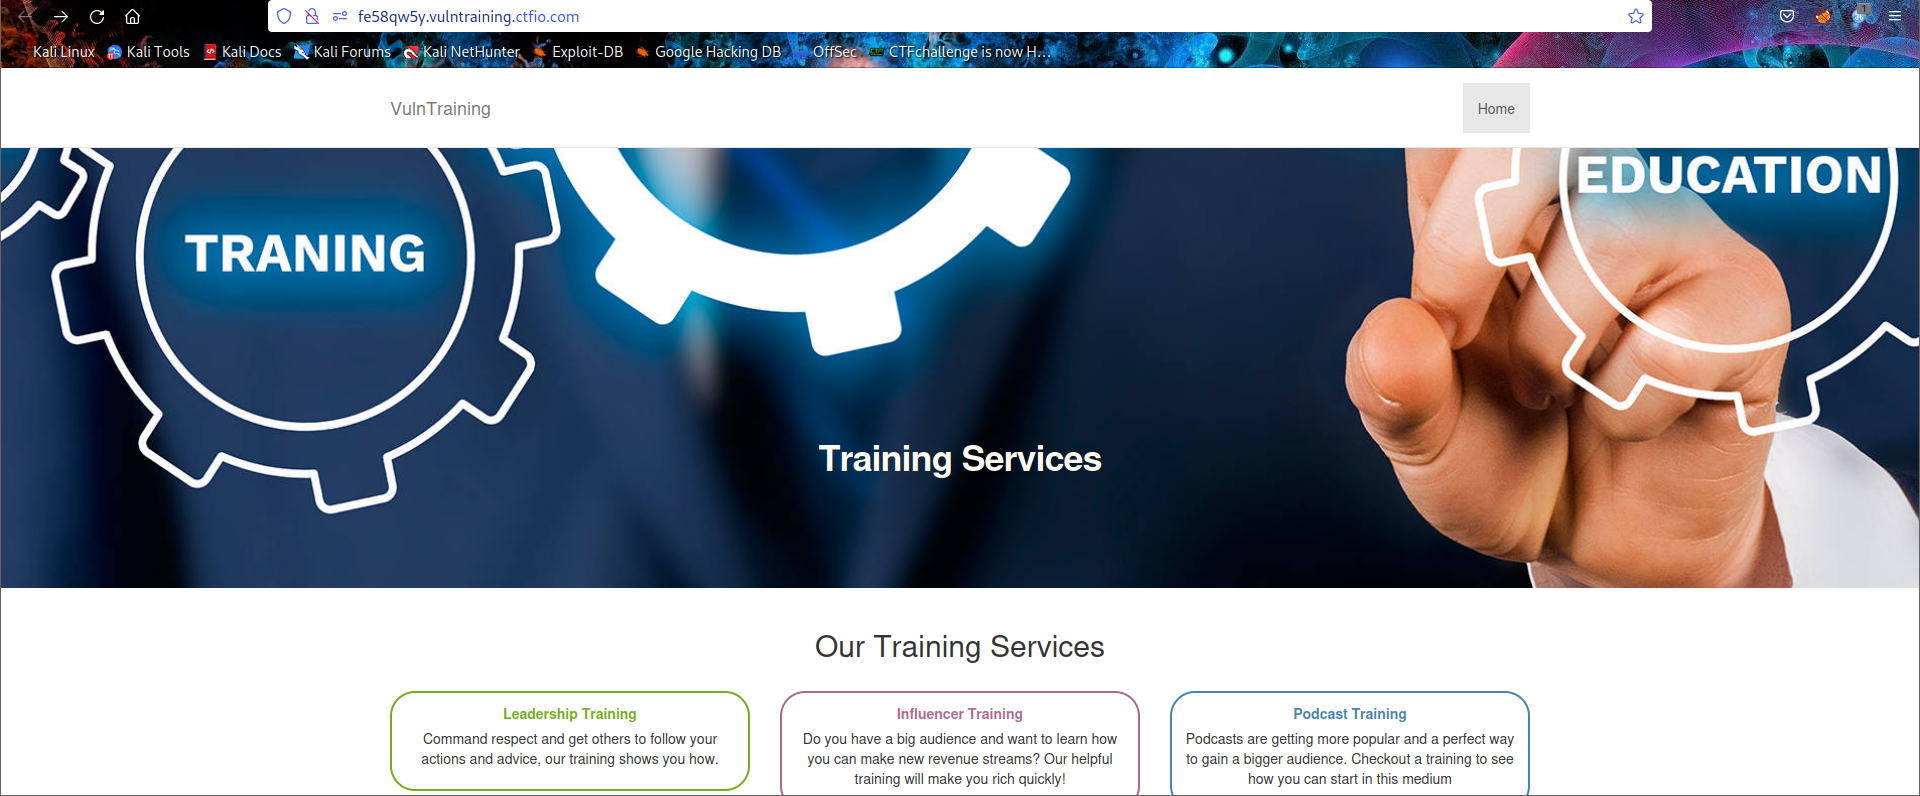 fe58qw5y.vulntraining.ctfio.com
1
Kali Linux Kali Tools Kali Docs Kali Forums Kali NetHunter Exploit-DB Google Hacking DB OffSec CTFchallenge is now H…
VulnTraining
Home
TRANING
EDUCATION
Training Services
Our Training Services
Leadership Training
Command respect and get others to follow your
actions and advice, our training shows you how.
Influencer Training
Do you have a big audience and want to learn how
you can make new revenue streams? Our helpful
training will make you rich quickly!
Podcast Training
Podcasts are getting more popular and a perfect way
to gain a bigger audience. Checkout a training to see
how you can start in this medium